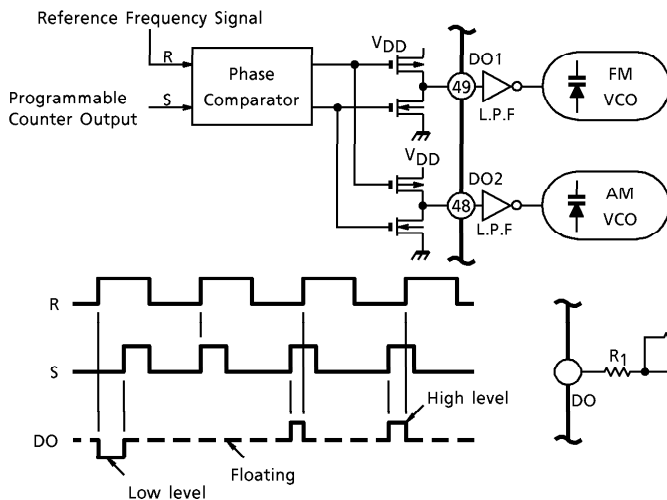 Reference Frequency Signal
R
VDD
DO1
Phase
Comparator
49
FM
VCO
Programmable
Counter Output
S
L.P.F
VDD
DO2
48
AM
VCO
L.P.F
R
S
R1
DO
High level
DO
Floating
Low level